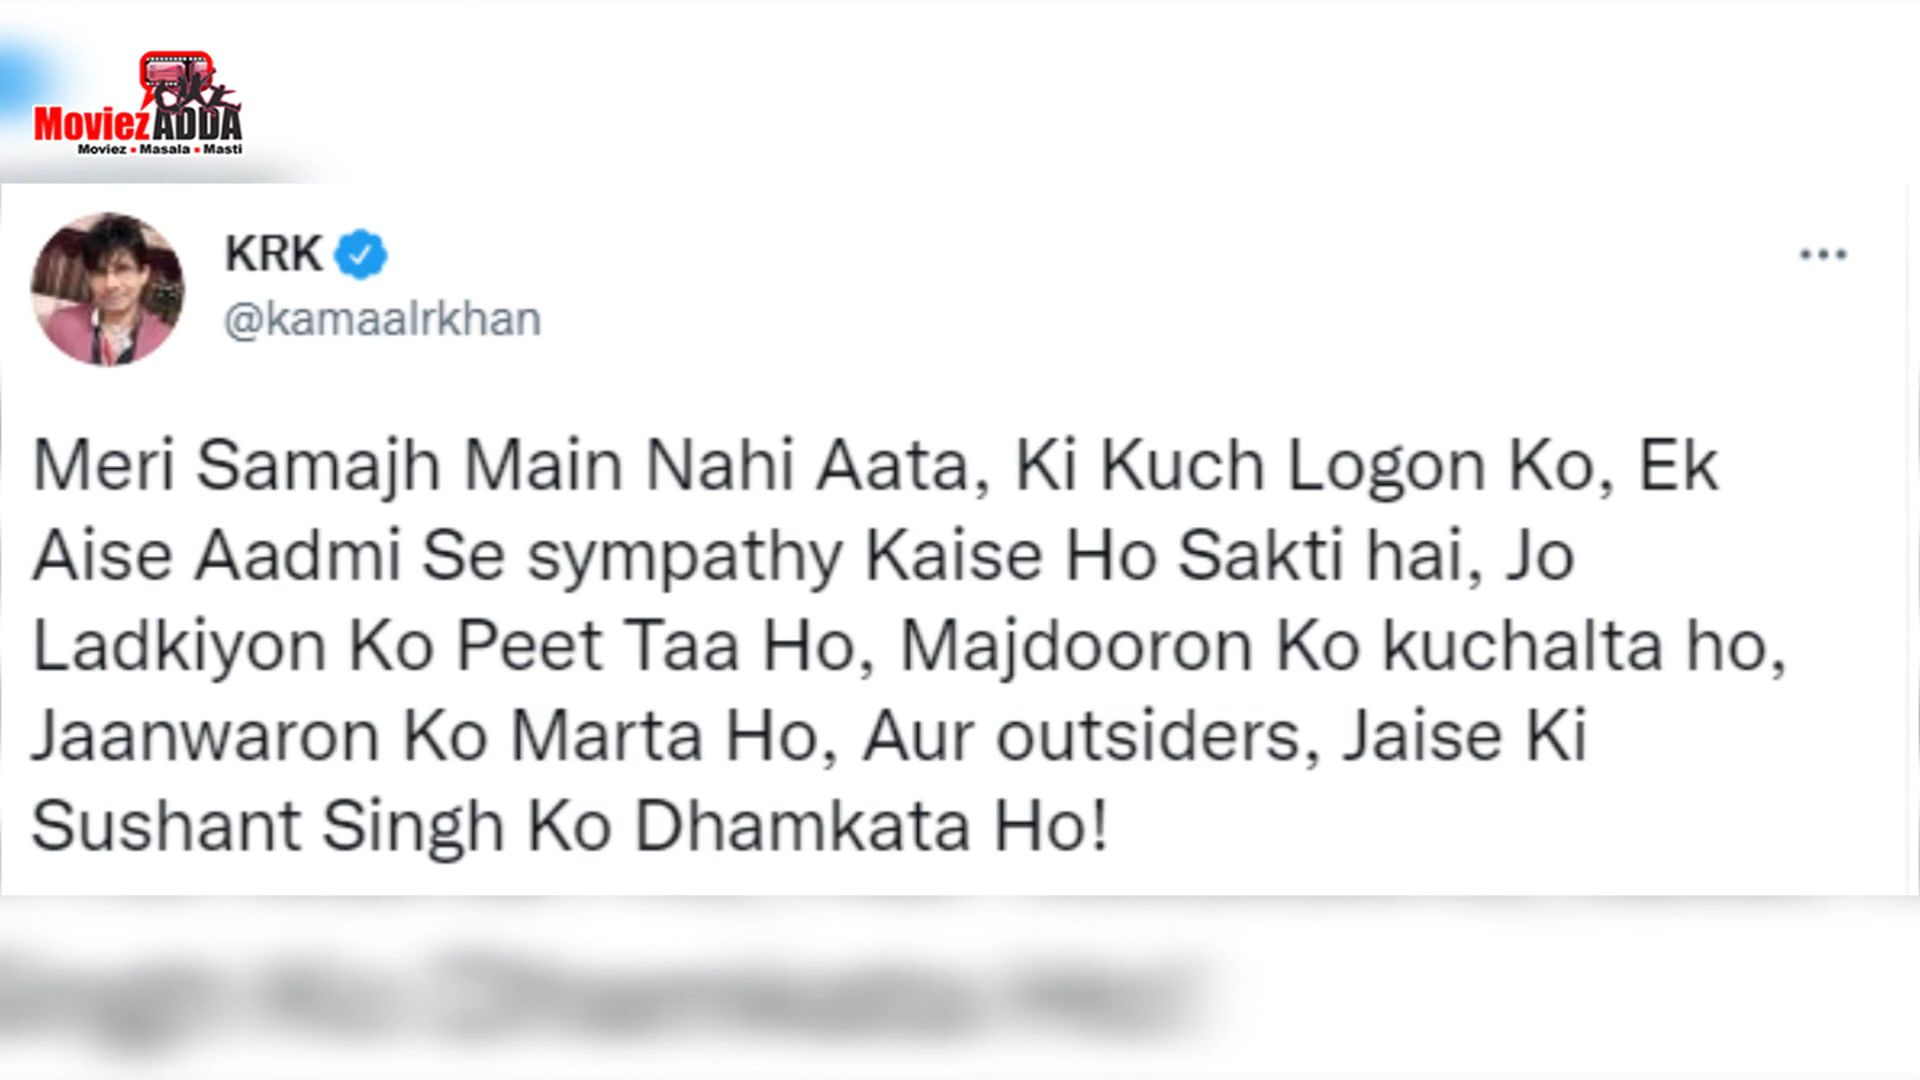 MoviezADDA
Moviez • Masala • Masti
KRK
@kamaalrkhan
Meri Samajh Main Nahi Aata, Ki Kuch Logon Ko, Ek
Aise Aadmi Se sympathy Kaise Ho Sakti hai, Jo
Ladkiyon Ko Peet Taa Ho, Majdooron Ko kuchalta ho,
Jaanwaron Ko Marta Ho, Aur outsiders, Jaise Ki
Sushant Singh Ko Dhamkata Ho!